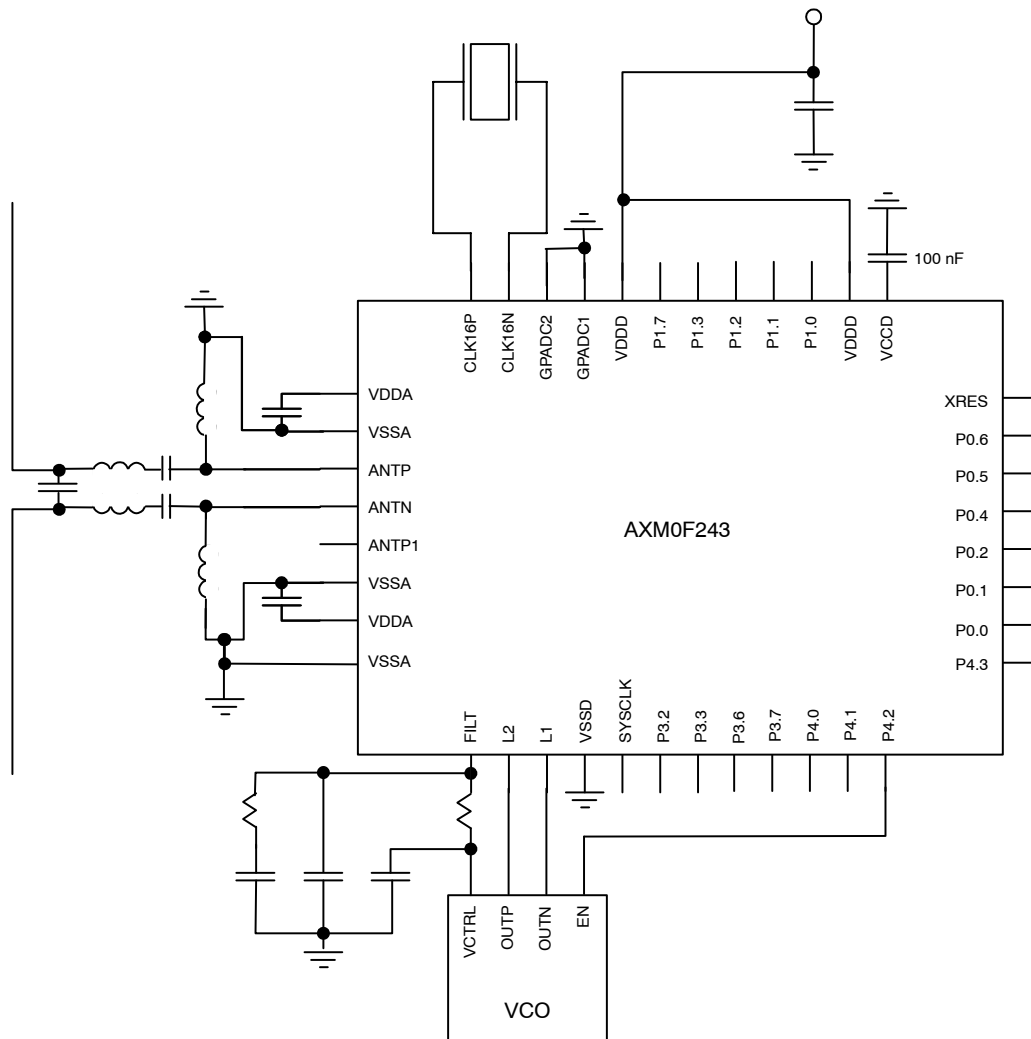 100 nF
CLK16P
CLK16N
GPADC2
GPADC1
VDDD
P1.7
P1.3
P1.2
P1.1
P1.0
VDDD
VCCD
VDDA
VSSA
ANTP
ANTN
ANTP1
VSSA
VDDA
VSSA
AXM0F243
XRES
P0.6
P0.5
P0.4
P0.2
P0.1
P0.0
P4.3
FILT
L2
L1
VSSD
SYSCLK
P3.2
P3.3
P3.6
P3.7
P4.0
P4.1
P4.2
VCTRL
OUTP
OUTN
EN
VCO